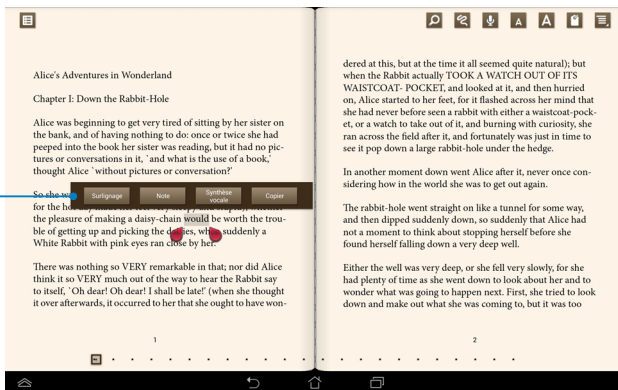 A A
Alice's Adventures in Wonderland
Chapter I: Down the Rabbit-Hole
Alice was beginning to get very tired of sitting by her sister on
the bank, and of having nothing to do: once or twice she had
peeped into the book her sister was reading, but it had no pic-
tures or conversations in it, `and what is the use of a book,'
thought Alice `without pictures or conversation?'
Surlignage
Note
Synthèse
vocale
Copier
So she
for the
the pleasure of making a daisy-chain would be worth the trou-
ble of getting up and picking the daisies, when suddenly a
White Rabbit with pink eyes ran close by her.
There was nothing so VERY remarkable in that; nor did Alice
think it so VERY much out of the way to hear the Rabbit say
to itself, `Oh dear! Oh dear! I shall be late!' (when she thought
it over afterwards, it occurred to her that she ought to have won-
1
dered at this, but at the time it all seemed quite natural); but
when the Rabbit actually TOOK A WATCH OUT OF ITS
WAISTCOAT- POCKET, and looked at it, and then hurried
on, Alice started to her feet, for it flashed across her mind that
she had never before seen a rabbit with either a waistcoat-pock-
et, or a watch to take out of it, and burning with curiosity, she
ran across the field after it, and fortunately was just in time to
see it pop down a large rabbit-hole under the hedge.
In another moment down went Alice after it, never once con-
sidering how in the world she was to get out again.
The rabbit-hole went straight on like a tunnel for some way,
and then dipped suddenly down, so suddenly that Alice had
not a moment to think about stopping herself before she
found herself falling down a very deep well.
Either the well was very deep, or she fell very slowly, for she
had plenty of time as she went down to look about her and to
wonder what was going to happen next. First, she tried to look
down and make out what she was coming to, but it was too
2